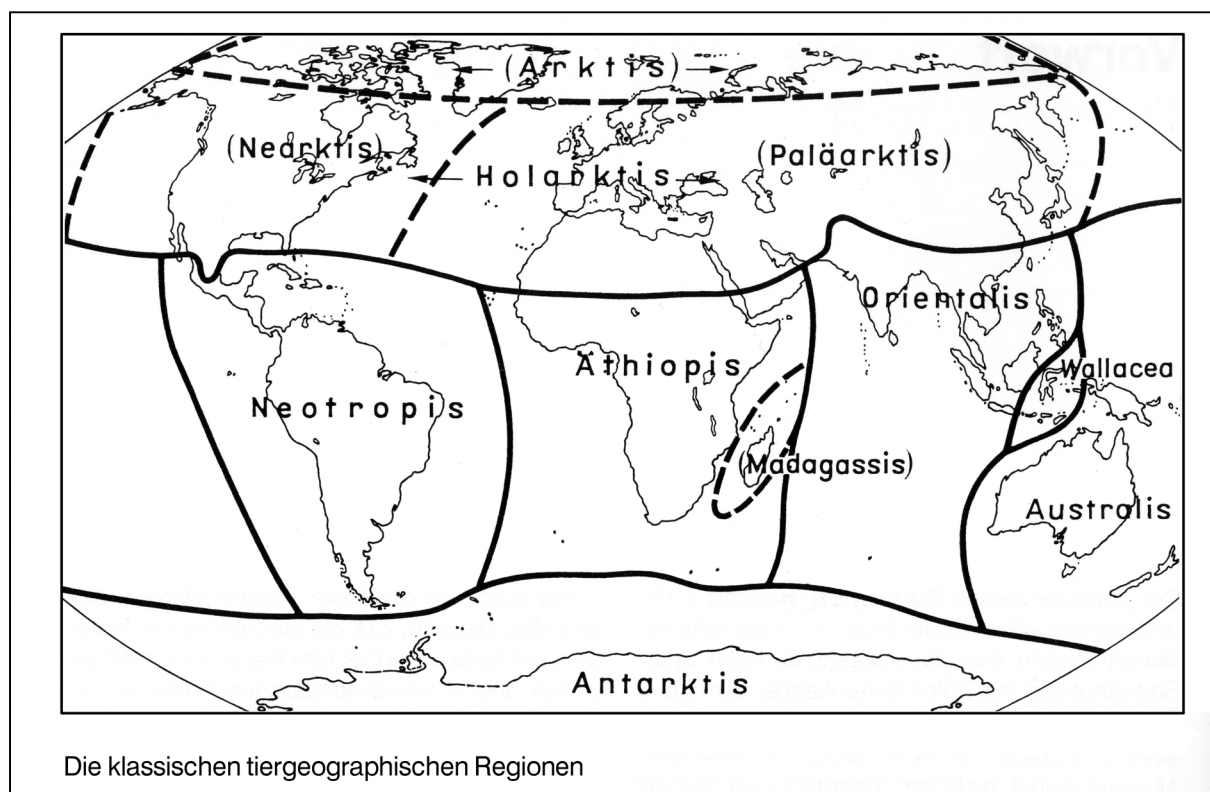 (Arktis)
(Nearktis)
(Paläarktis)
Holarktis
Orientalis
Äthiopis
Wallacea
Neotropis
(Madagassis)
Australis
Antarktis
Die klassischen tiergeographischen Regionen